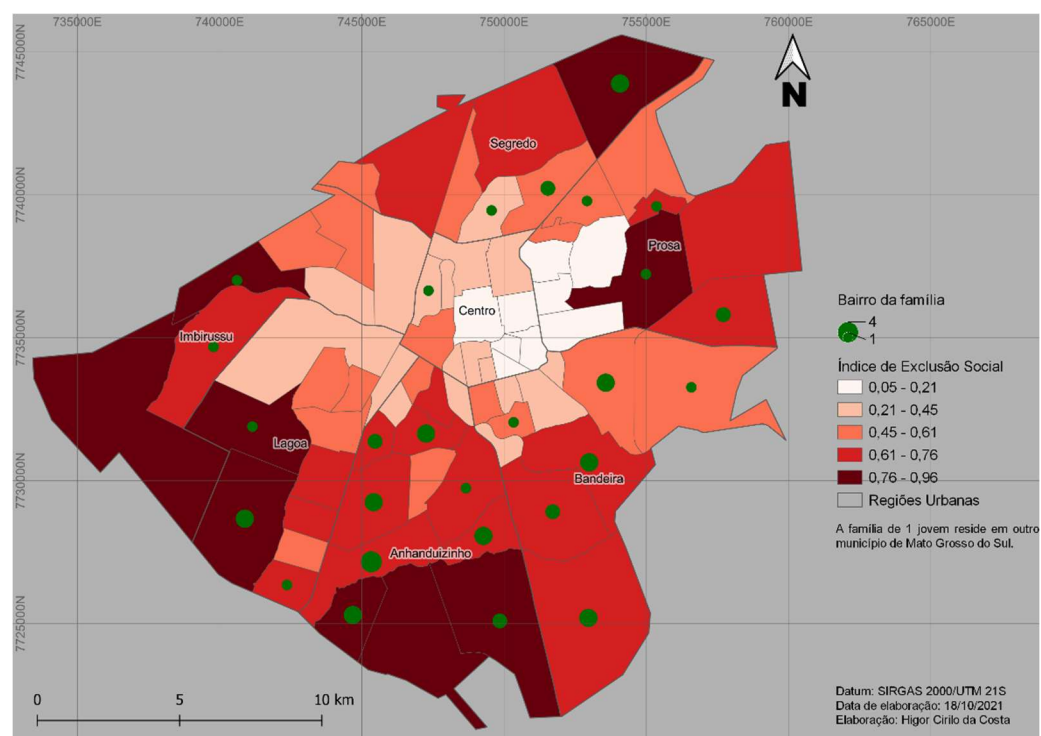 735000E 740000E 745000E 750000E 755000E 760000E 765000E
7745000N
7740000N
7735000N
7730000N
7725000N
N
Segredo
Prosa
Centro
Imbirussu
Lagoa
Bandeira
Anhanduizinho
Bairro da família
4
1
Índice de Exclusão Social
0,05 - 0,21
0,21 - 0,45
0,45 - 0,61
0,61 - 0,76
0,76 - 0,96
Regiões Urbanas
A família de 1 jovem reside em outro
município de Mato Grosso do Sul.
0 5 10 km
Datum: SIRGAS 2000/UTM 21S
Data de elaboração: 18/10/2021
Elaboração: Higor Cirilo da Costa